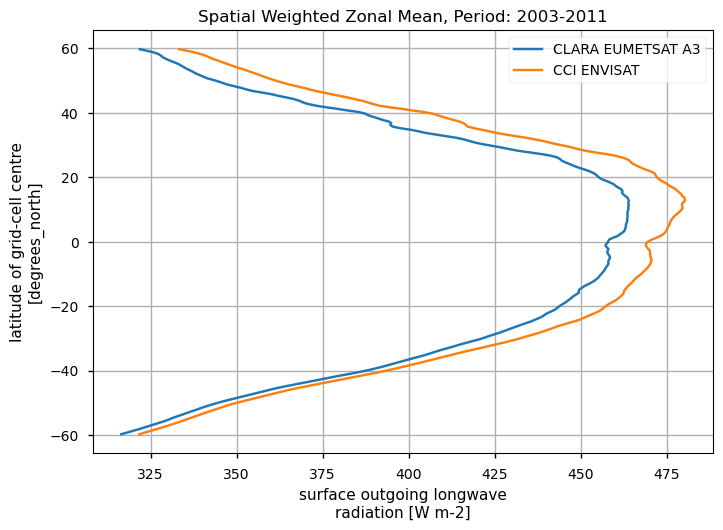 Spatial Weighted Zonal Mean, Period: 2003-2011
CLARA EUMETSAT A3
CCI ENVISAT
latitude of grid-cell centre
[degrees_north]
60
40
20
0
−20
−40
−60
325
350
375
400
425
450
475
surface outgoing longwave
radiation [W m-2]